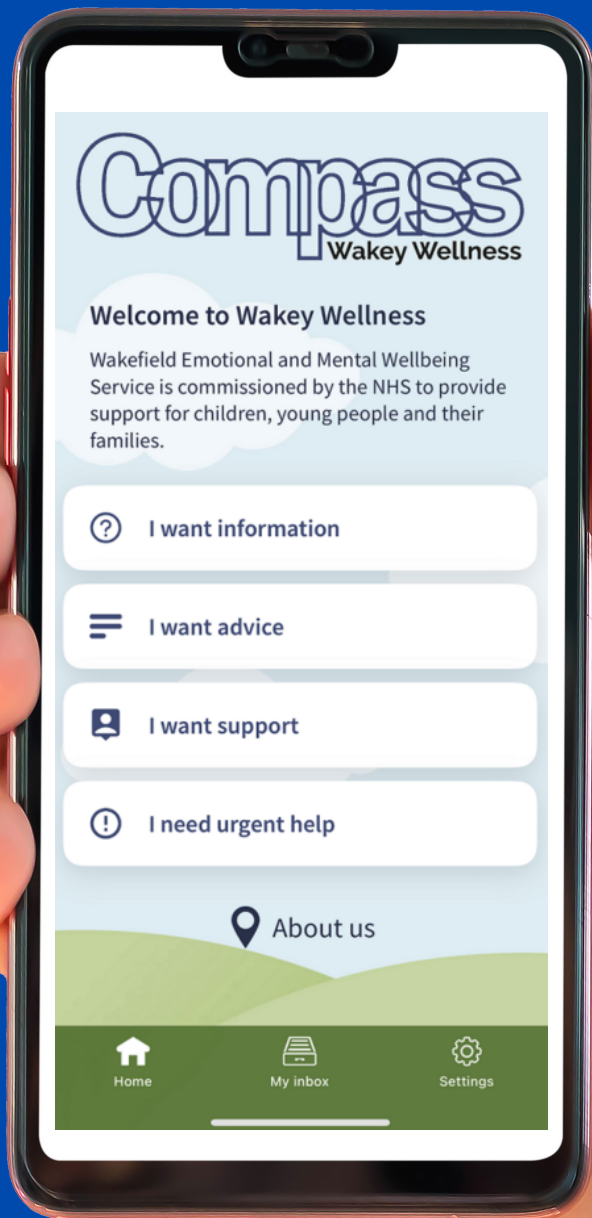 Compass
Wakey Wellness
Welcome to Wakey Wellness
Wakefield Emotional and Mental Wellbeing
Service is commissioned by the NHS to provide
support for children, young people and their
families.
I want information
I want advice
I want support
I need urgent help
About us
Home My inbox Settings